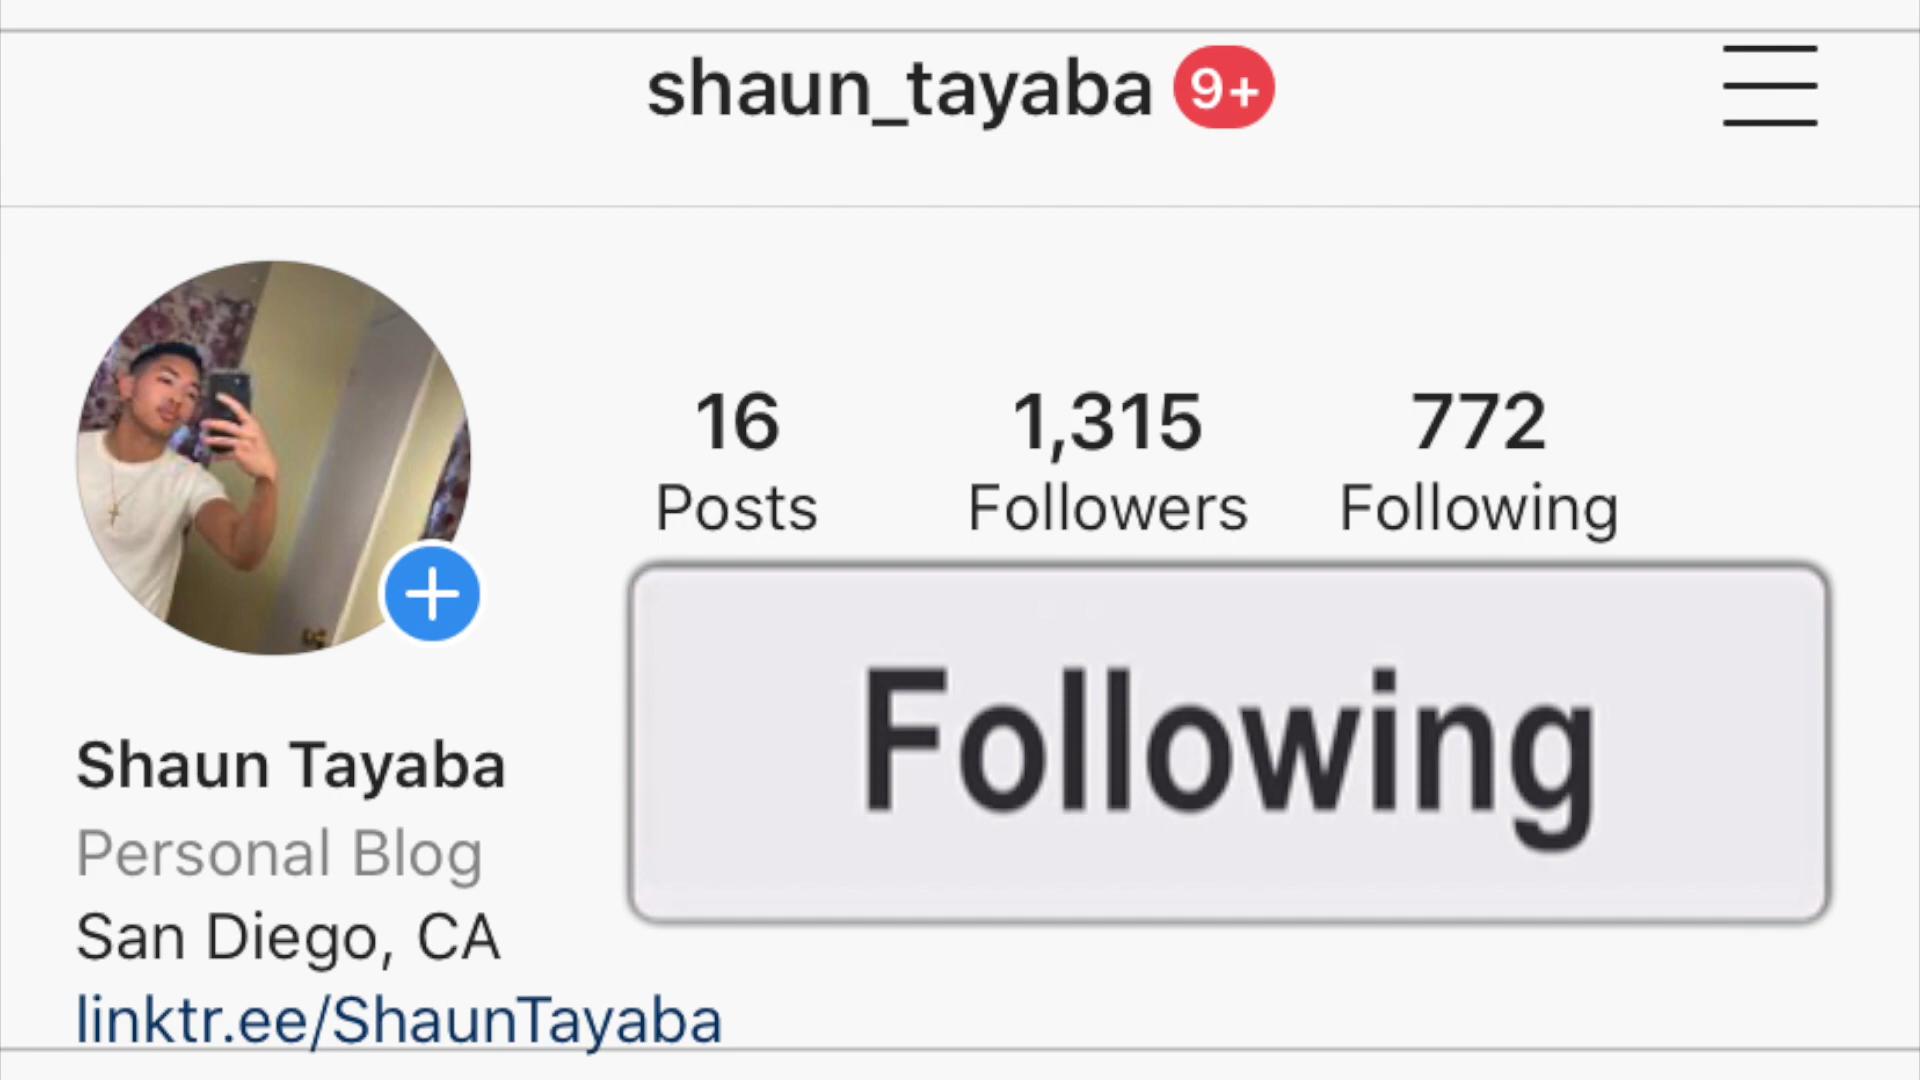 shaun_tayaba 9+
16 1,315 772
Posts Followers Following
Following
Shaun Tayaba
Personal Blog
San Diego, CA
linktr.ee/ShaunTayaba